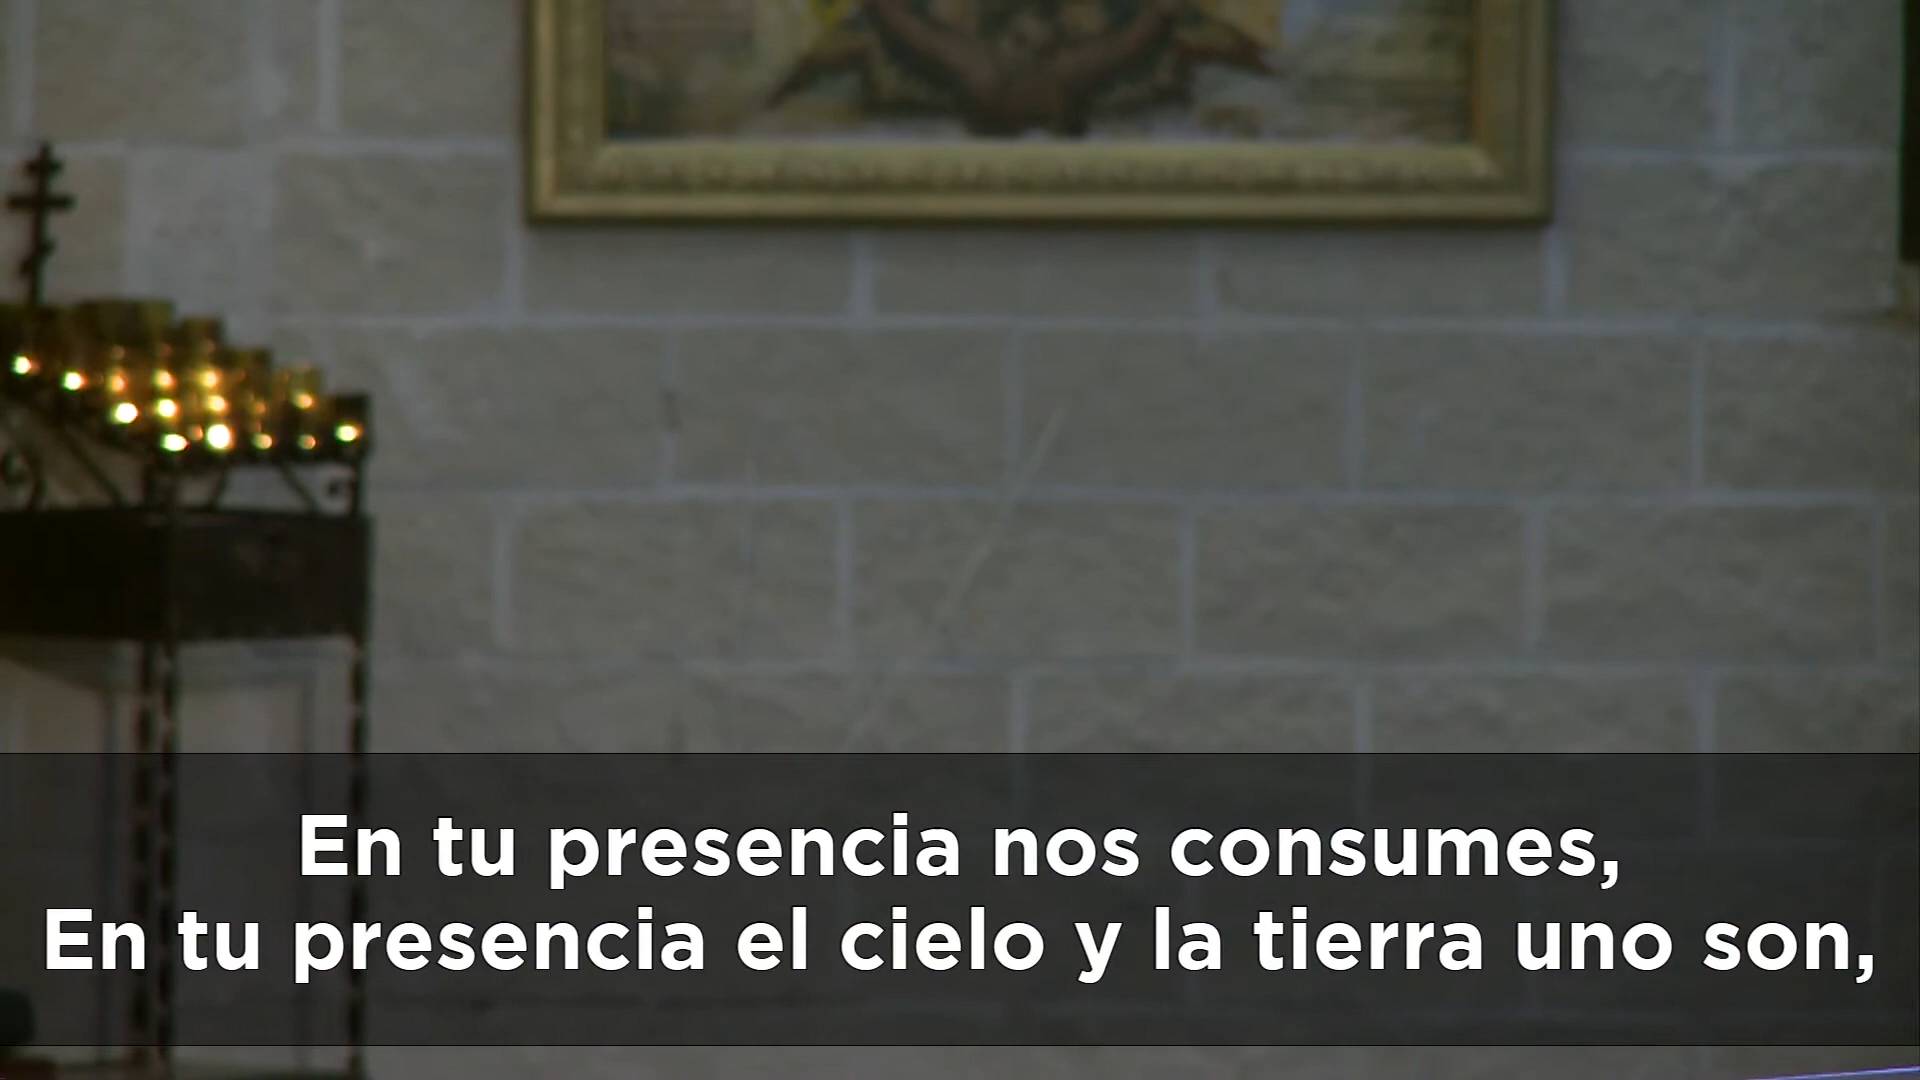 En tu presencia nos consumes,
En tu presencia el cielo y la tierra uno son,